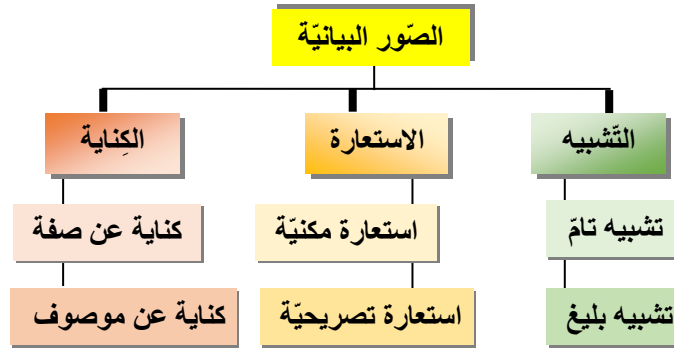 الصّور البيانيّة
التّشبيه
الاستعارة
الكِناية
تشبيه تامّ
استعارة مكنيّة
كناية عن صفة
تشبيه بليغ
استعارة تصريحيّة
كناية عن موصوف